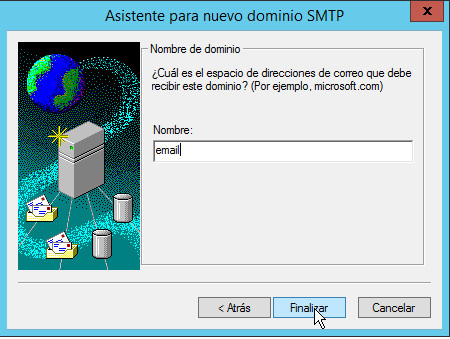 Asistente para nuevo dominio SMTP
x
Nombre de dominio
¿Cuál es el espacio de direcciones de correo que debe
recibir este dominio? (Por ejemplo, microsoft.com)
Nombre:
email
< Atrás
Finalizar
Cancelar